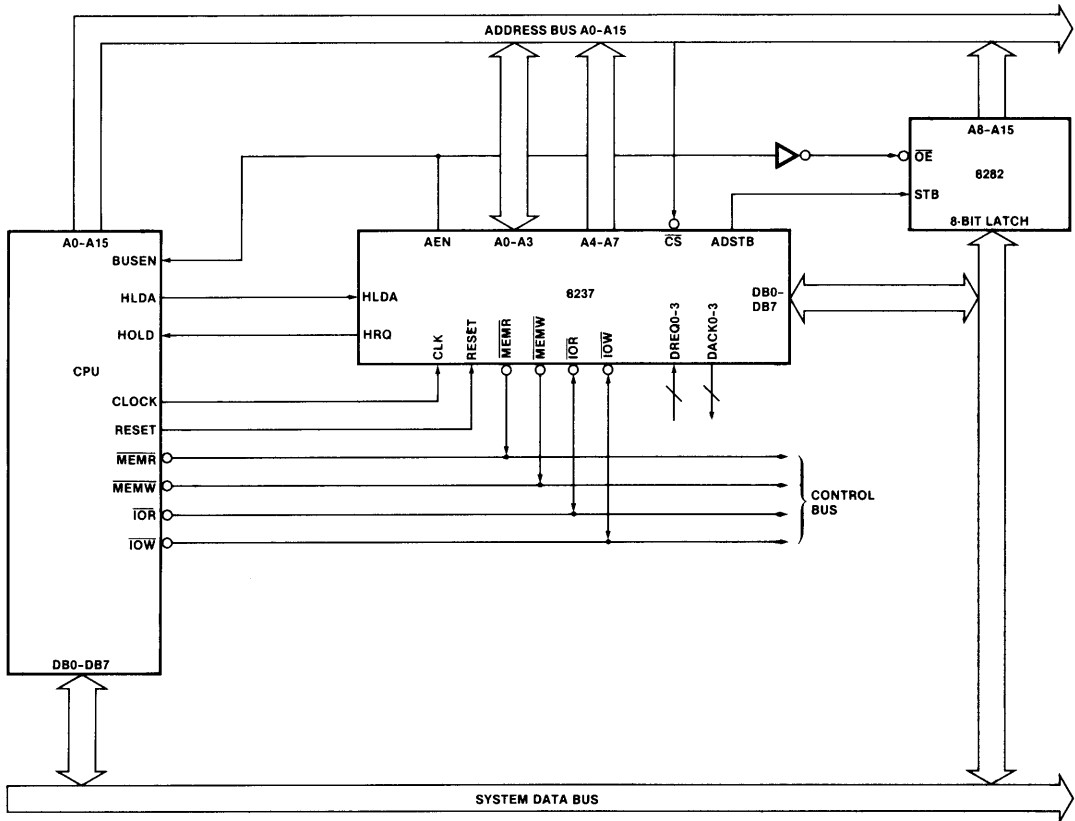 ADDRESS BUS A0–A15
A8–A15
OE
8282
STB
8-BIT LATCH
A0–A15
BUSEN
HLDA
HOLD
CPU
CLOCK
RESET
MEMR
MEMW
IOR
IOW
DB0–DB7
AEN
A0–A3
A4–A7
CS
ADSTB
HLDA
8237
DB0–
DB7
HRQ
CLK
RESET
MEMR
MEMW
IOR
IOW
DREQ0-3
DACK0-3
CONTROL
BUS
SYSTEM DATA BUS